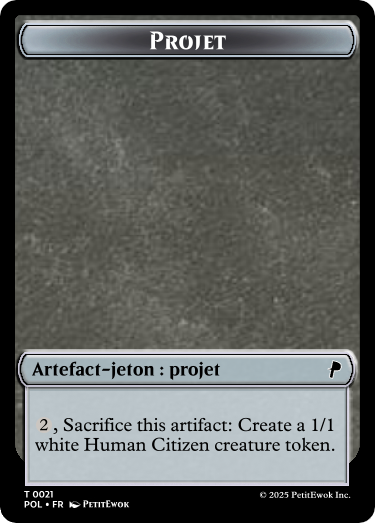 Projet
Artefact-jeton : projet
2, Sacrifice this artifact: Create a 1/1
white Human Citizen creature token.
T 0021
POL • FR PetitEwok
© 2025 PetitEwok Inc.